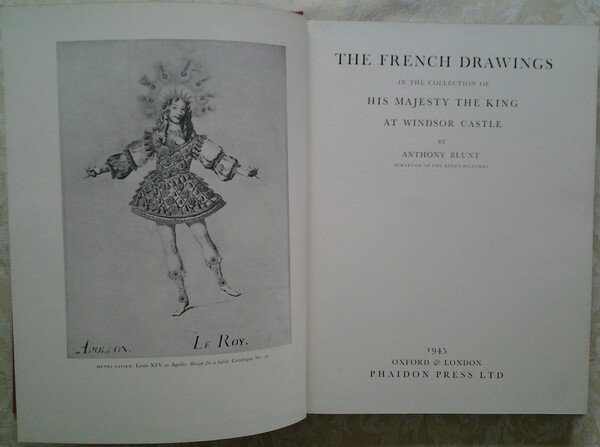 APOLLON. LE ROY.
HENRI GISSEY: Louis XIV as Apollo. Design for a ballet. Catalogue No. 71
THE FRENCH DRAWINGS
IN THE COLLECTION OF
HIS MAJESTY THE KING
AT WINDSOR CASTLE
BY
ANTHONY BLUNT
SURVEYOR OF THE KING'S PICTURES
1945
OXFORD & LONDON
PHAIDON PRESS LTD